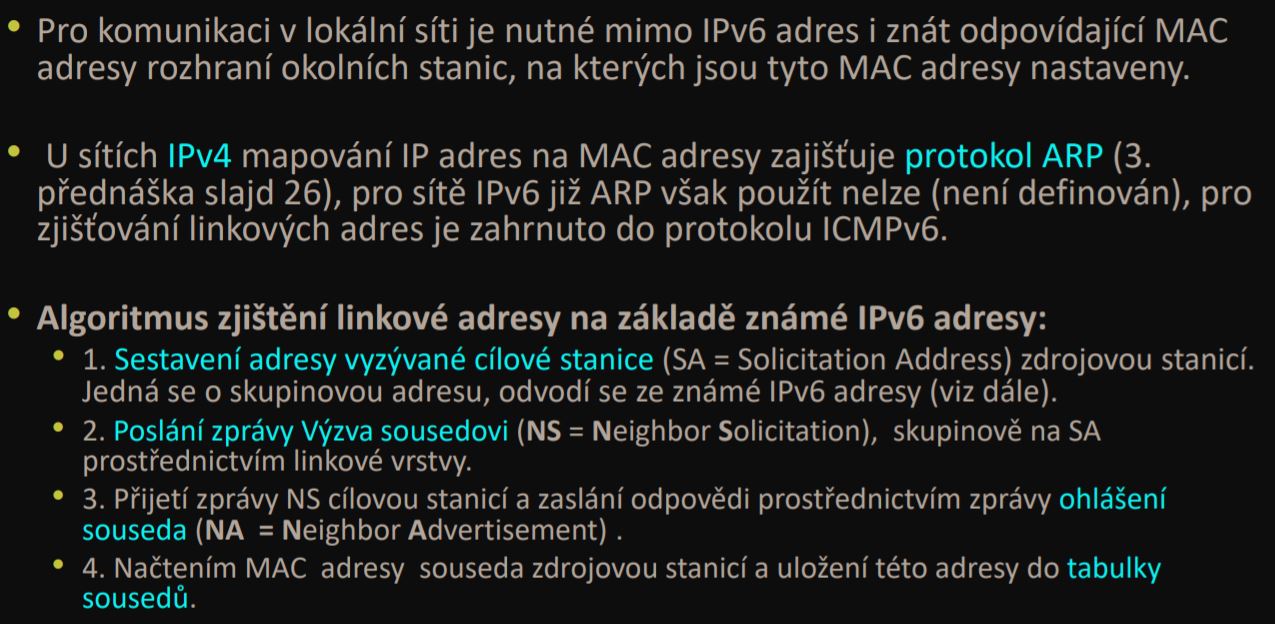 • Pro komunikaci v lokální síti je nutné mimo IPv6 adres i znát odpovídající MAC
adresy rozhraní okolních stanic, na kterých jsou tyto MAC adresy nastaveny.
• U sítích IPv4 mapování IP adres na MAC adresy zajišťuje protokol ARP (3.
přednáška slajd 26), pro sítě IPv6 již ARP však použít nelze (není definován), pro
zjišťování linkových adres je zahrnuto do protokolu ICMPv6.
• Algoritmus zjištění linkové adresy na základě známé IPv6 adresy:
• 1. Sestavení adresy vyzývané cílové stanice (SA = Solicitation Address) zdrojovou stanicí.
Jedná se o skupinovou adresu, odvodí se ze známé IPv6 adresy (viz dále).
• 2. Poslání zprávy Výzva sousedovi (NS = Neighbor Solicitation), skupinově na SA
prostřednictvím linkové vrstvy.
• 3. Přijetí zprávy NS cílovou stanicí a zaslání odpovědi prostřednictvím zprávy ohlášení
souseda (NA = Neighbor Advertisement) .
• 4. Načtením MAC adresy souseda zdrojovou stanicí a uložení této adresy do tabulky
sousedů.